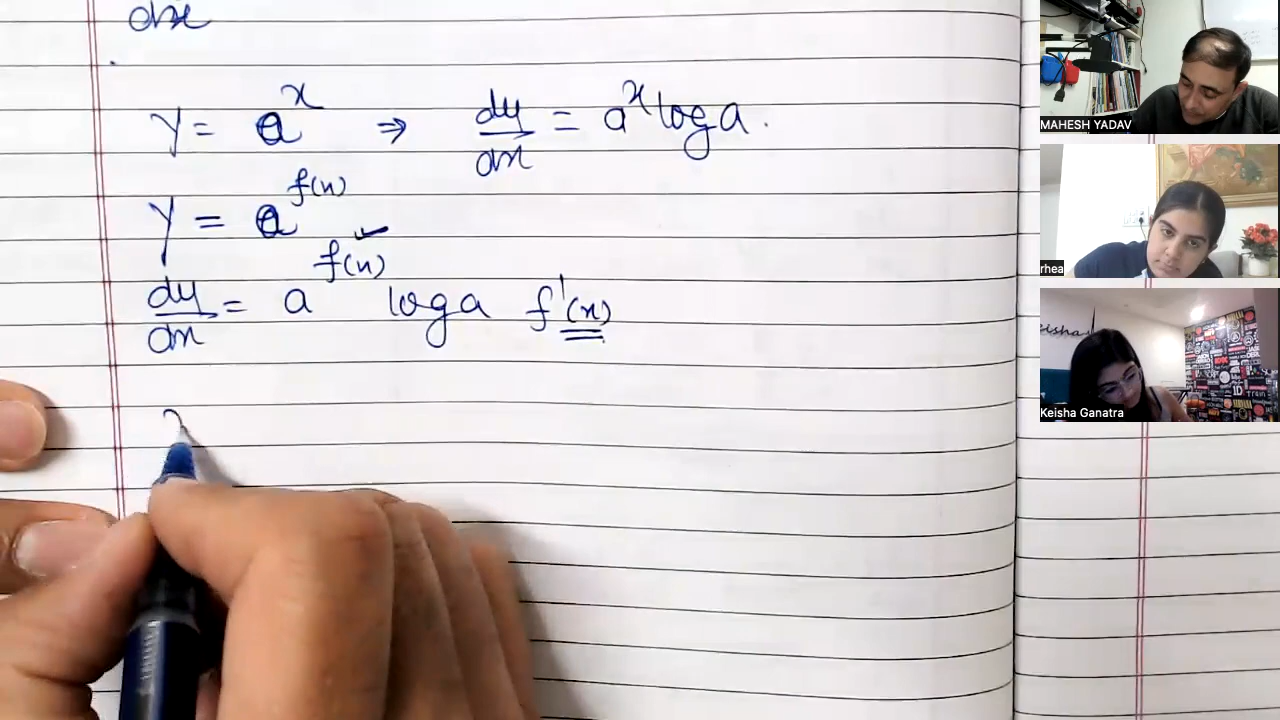 dx
y = a^x ⇒ dy/dx = a^x log a.
y = a^f(x)
dy/dx = a^f(x) log a f'(x)
MAHESH YADAV
rhea
Keisha Ganatra